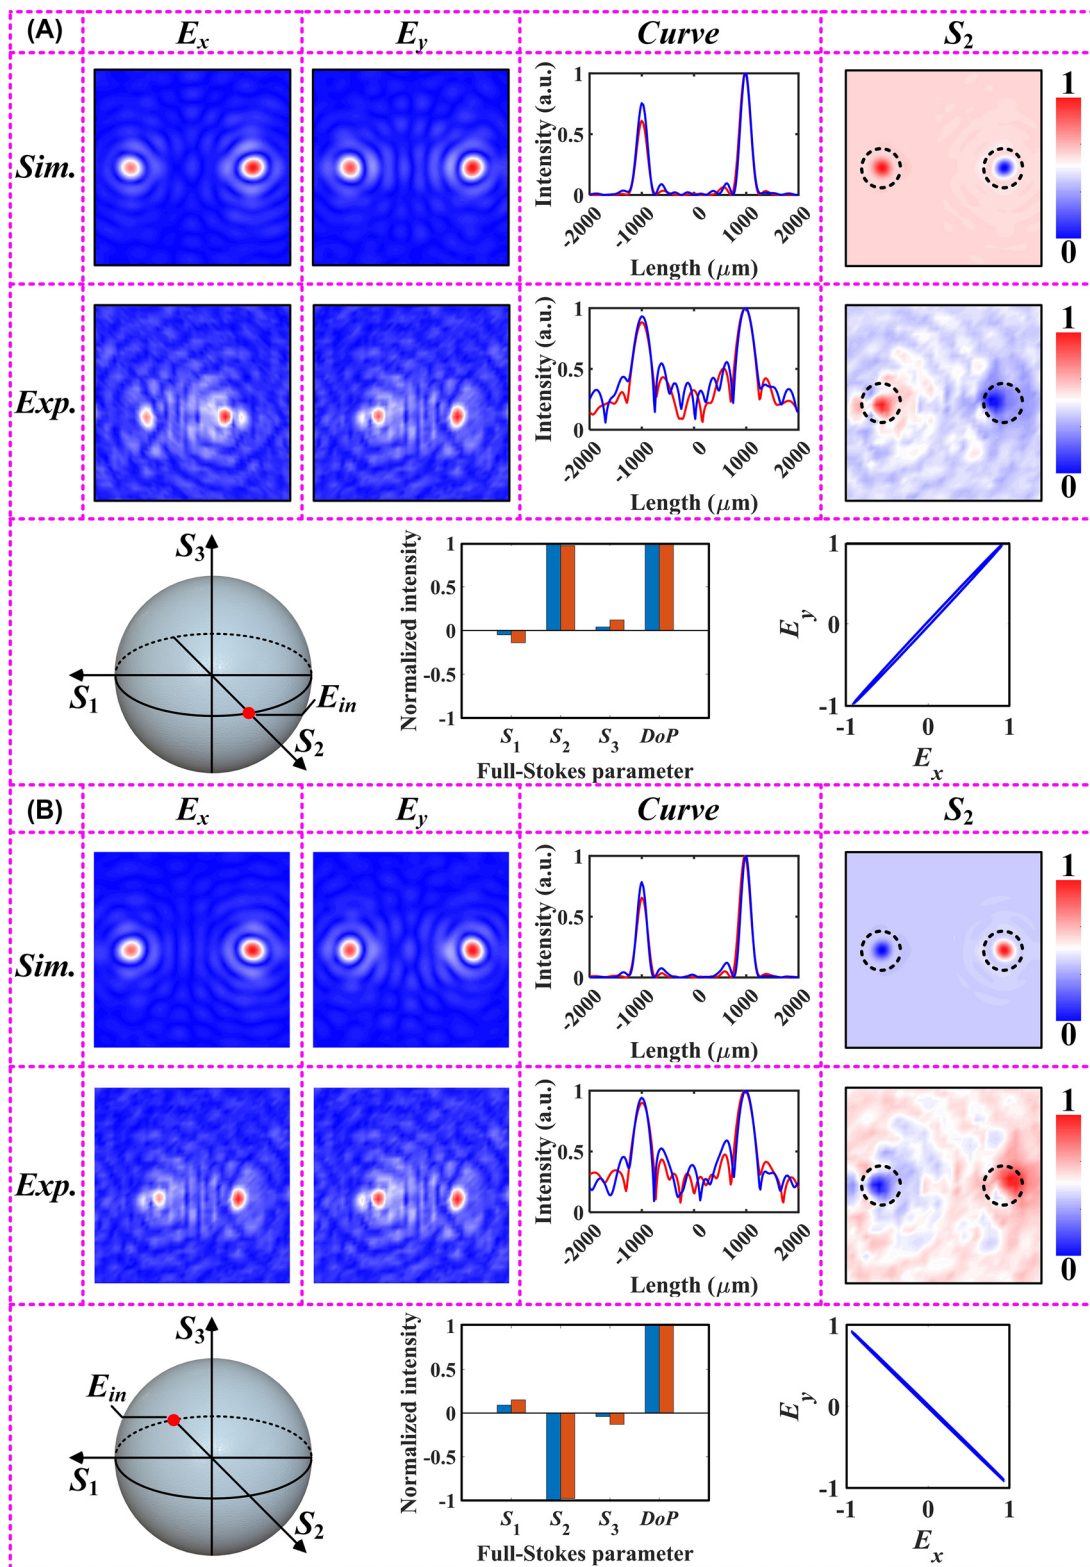 (A) Ex Ey Curve S2
Sim.
Intensity (a.u.)
1
0.5
0
-2000 -1000 0 1000 2000
Length (μm)
1
0
Exp.
Intensity (a.u.)
1
0.5
0
-2000 -1000 0 1000 2000
Length (μm)
1
0
S3
S1
Ein
S2
Normalized intensity
1
0.5
0
-0.5
-1
S1 S2 S3 DoP
Full-Stokes parameter
Ey
1
0
-1
-1 0 1
Ex
(B) Ex Ey Curve S2
Sim.
Intensity (a.u.)
1
0.5
0
-2000 -1000 0 1000 2000
Length (μm)
1
0
Exp.
Intensity (a.u.)
1
0.5
0
-2000 -1000 0 1000 2000
Length (μm)
1
0
S3
Ein
S1
S2
Normalized intensity
1
0.5
0
-0.5
-1
S1 S2 S3 DoP
Full-Stokes parameter
Ey
1
0
-1
-1 0 1
Ex